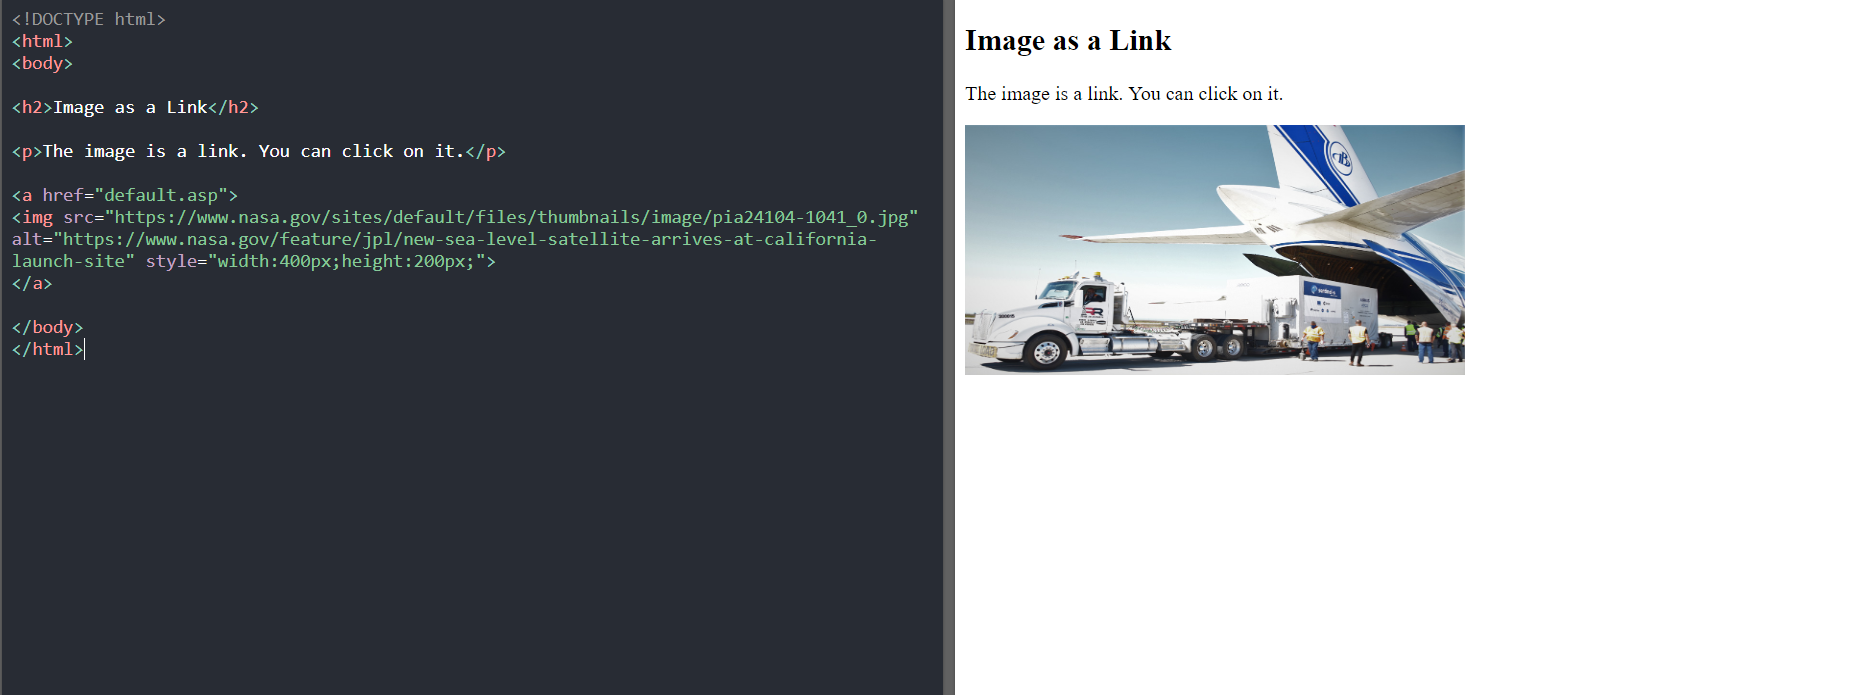 <!DOCTYPE html>
<html>
<body>
<h2>Image as a Link</h2>
<p>The image is a link. You can click on it.</p>
<a href="default.asp">
<img src="https://www.nasa.gov/sites/default/files/thumbnails/image/pia24104-1041_0.jpg"
alt="https://www.nasa.gov/feature/jpl/new-sea-level-satellite-arrives-at-california-
launch-site" style="width:400px;height:200px;">
</a>
</body>
</html>
Image as a Link
The image is a link. You can click on it.